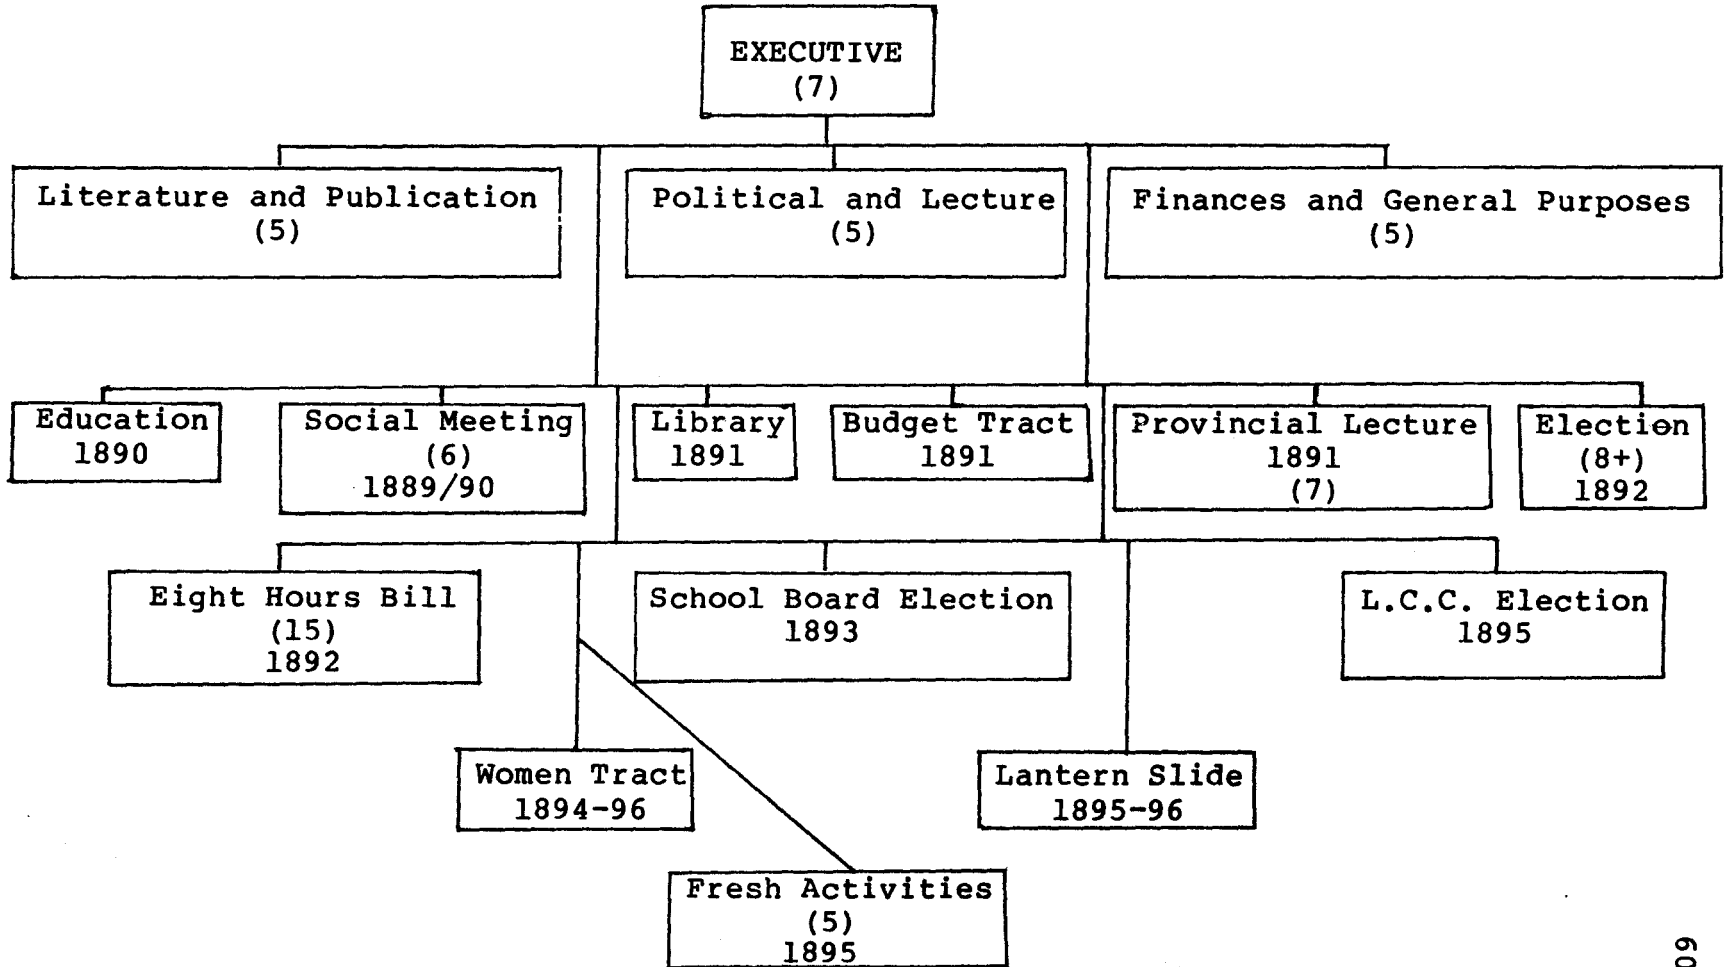 EXECUTIVE
(7)
Literature and Publication
(5)
Political and Lecture
(5)
Finances and General Purposes
(5)
Education
1890
Social Meeting
(6)
1889/90
Library
1891
Budget Tract
1891
Provincial Lecture
1891
(7)
Election
(8+)
1892
Eight Hours Bill
(15)
1892
School Board Election
1893
L.C.C. Election
1895
Women Tract
1894-96
Lantern Slide
1895-96
Fresh Activities
(5)
1895